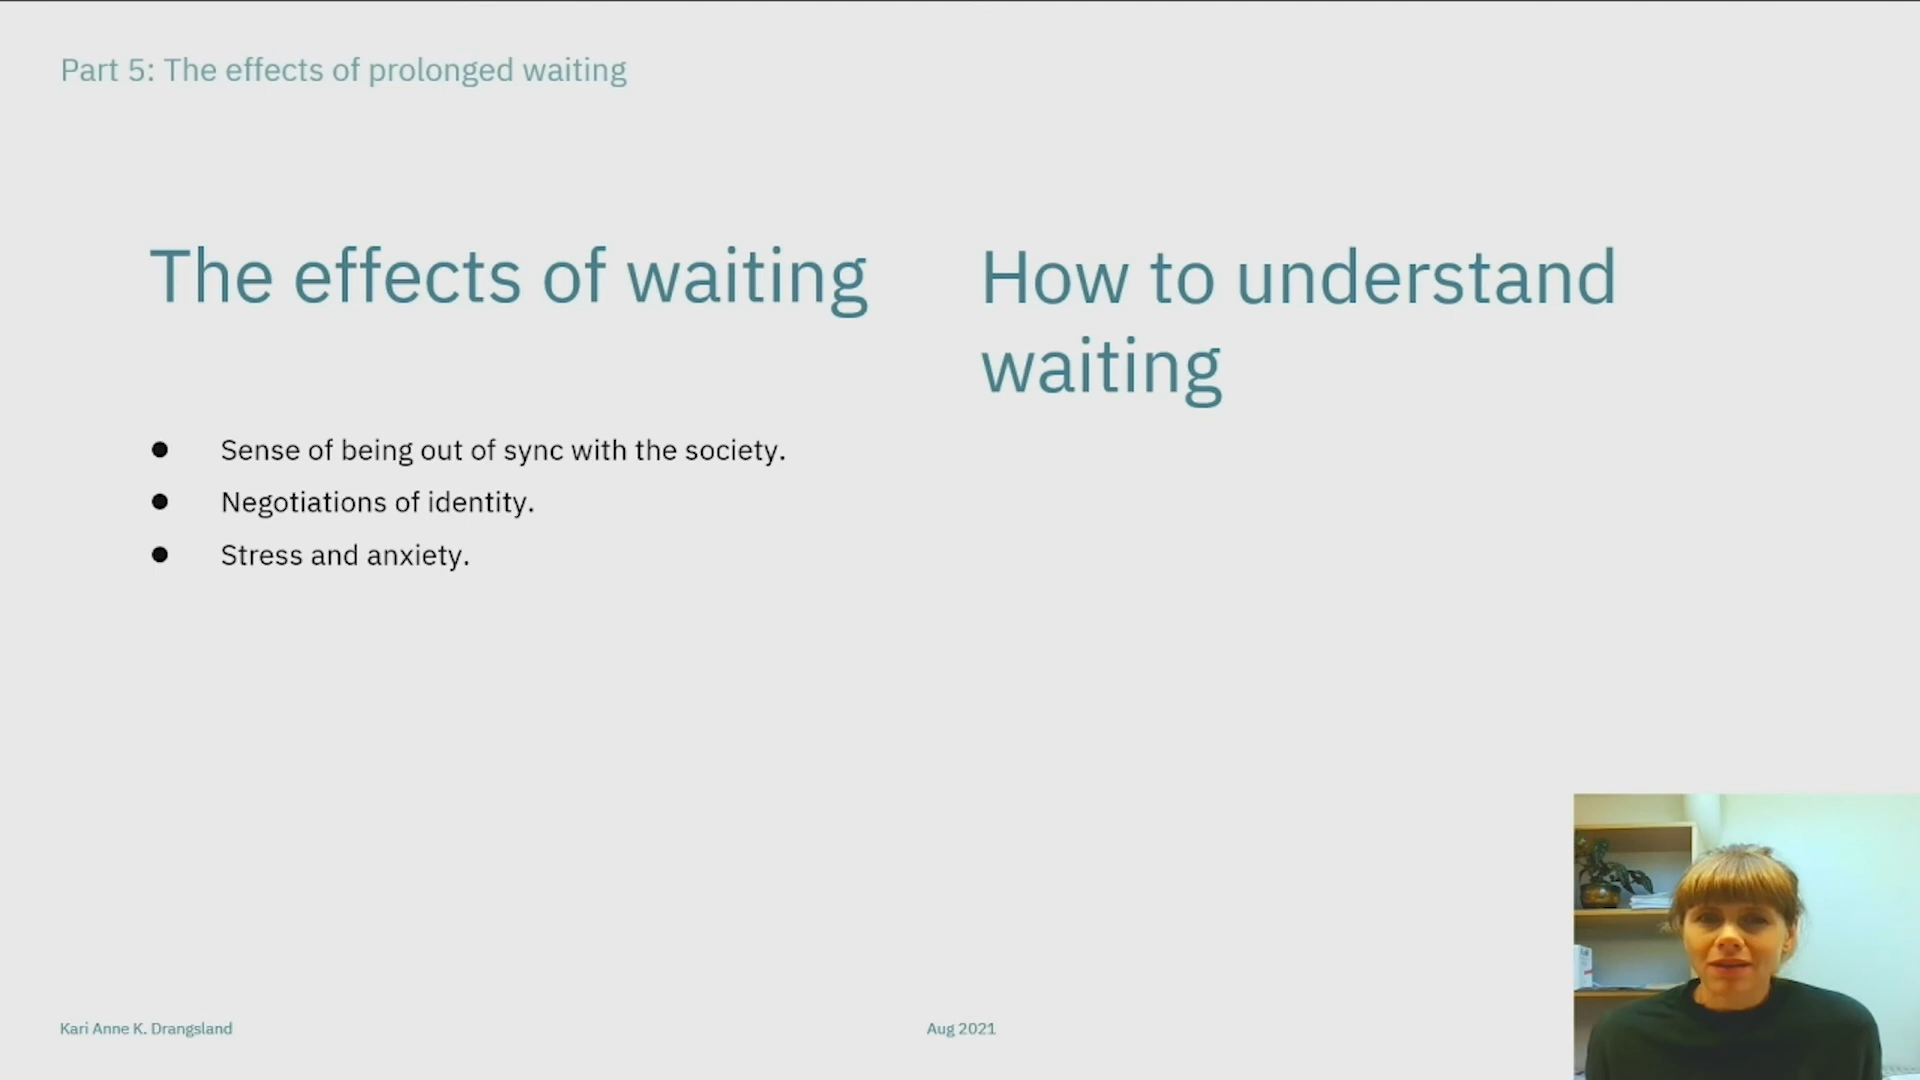 Part 5: The effects of prolonged waiting
The effects of waiting
Sense of being out of sync with the society.
Negotiations of identity.
Stress and anxiety.
How to understand
waiting
Kari Anne K. Drangsland
Aug 2021